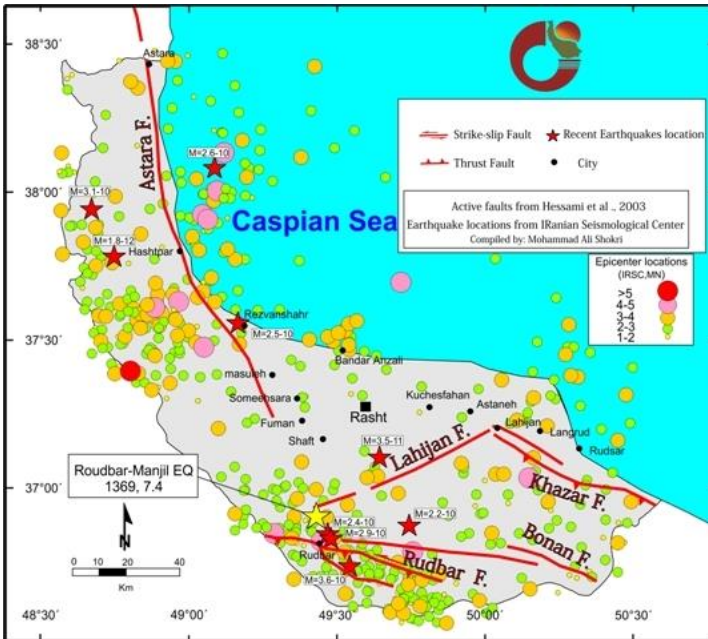 38°30'
38°00'
37°30'
37°00'
48°30'
49°00'
49°30'
50°00'
50°30'
Astara
Astara F.
M=2.6-10
M=3.1-10
M=1.8-12
Hashtpar
Caspian Sea
Strike-slip Fault
Recent Earthquakes location
Thrust Fault
City
Active faults from Hessami et al ., 2003
Earthquake locations from IRanian Seismological Center
Compiled by: Mohammad Ali Shokri
Epicenter locations
(IRSC,MN)
>5
4-5
3-4
2-3
1-2
Rezvanshahr
M=2.5-10
Bandar Anzali
masuleh
Someehsara
Fuman
Shaft
Rasht
Kuchesfahan
Astaneh
Lahijan
Langrud
Rudsar
M=3.5-11
Lahijan F.
Khazar F.
Roudbar-Manjil EQ
1369, 7.4
M=2.4-10
M=2.9-10
M=2.2-10
Rudbar
M=3.6-10
Rudbar F.
Bonan F.
N
0 10 20 40
Km